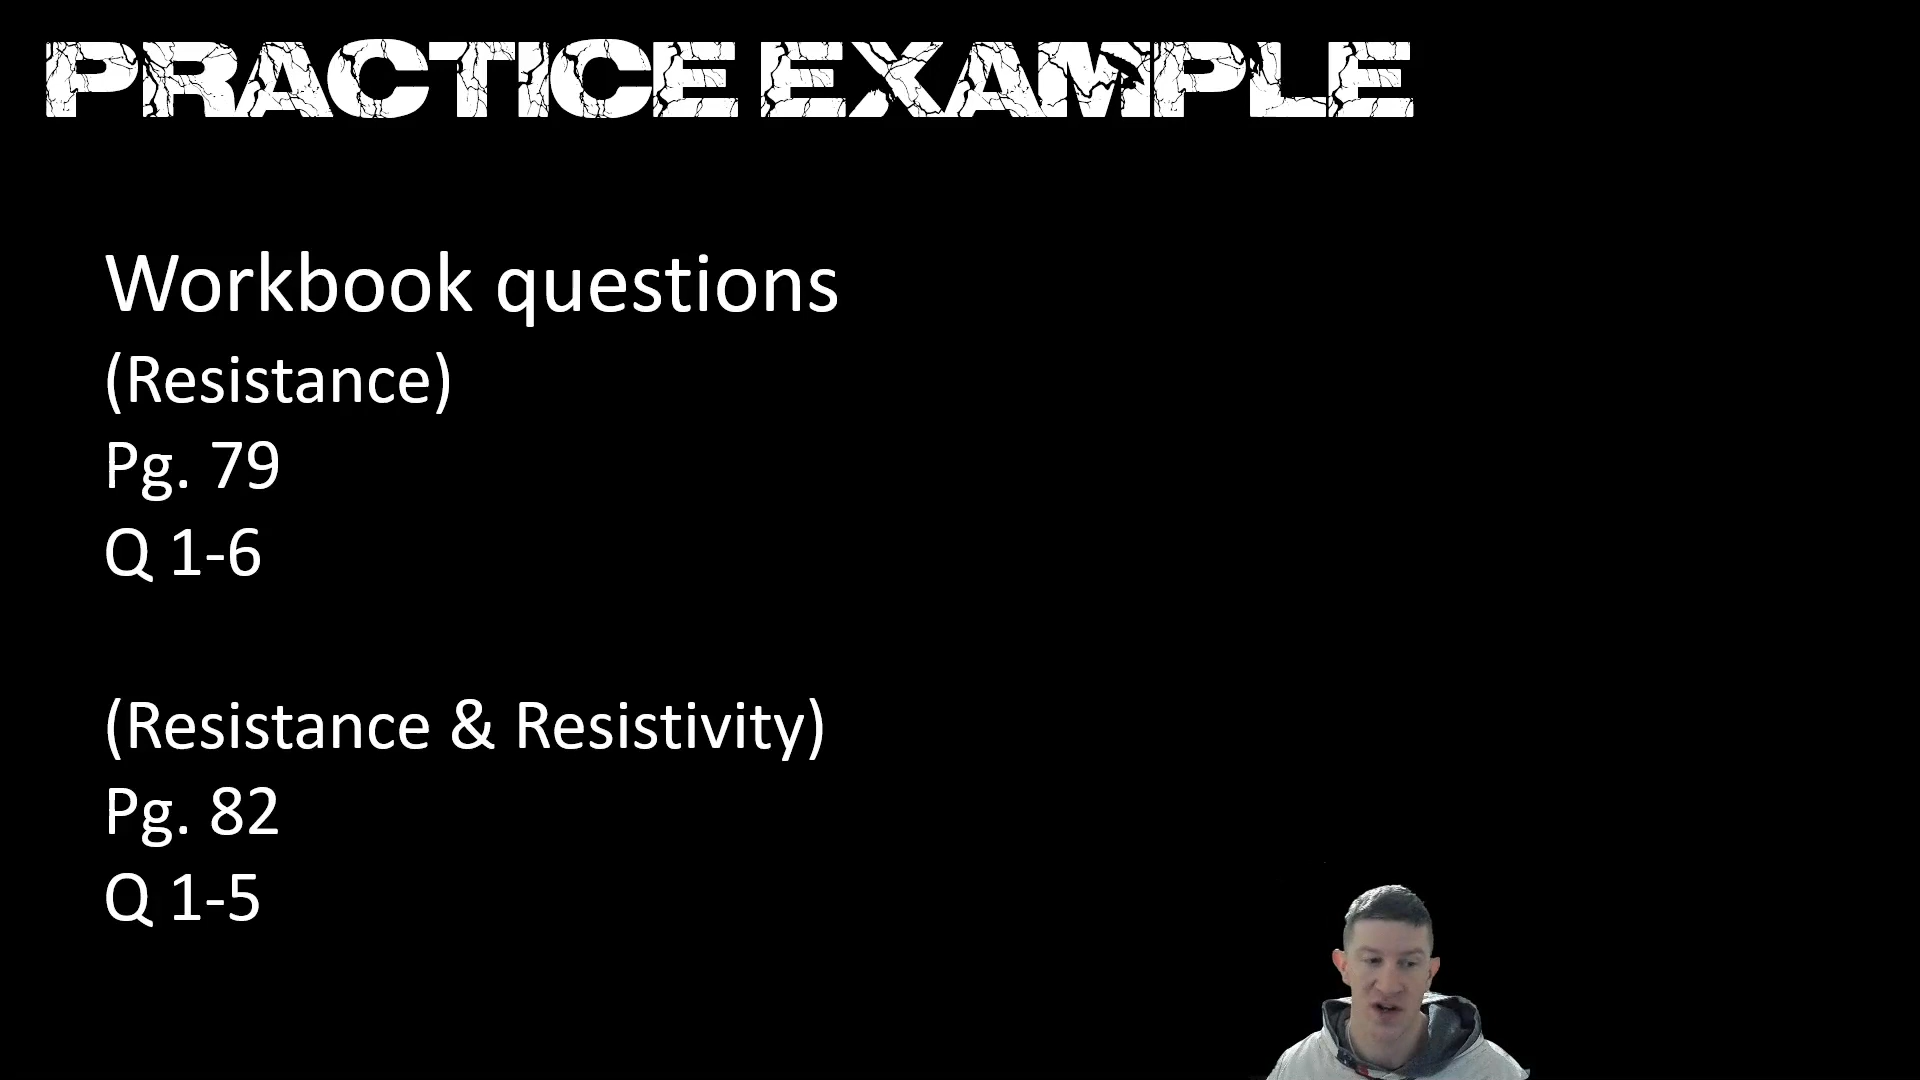 PRACTICE EXAMPLE
Workbook questions
(Resistance)
Pg. 79
Q 1-6
(Resistance & Resistivity)
Pg. 82
Q 1-5